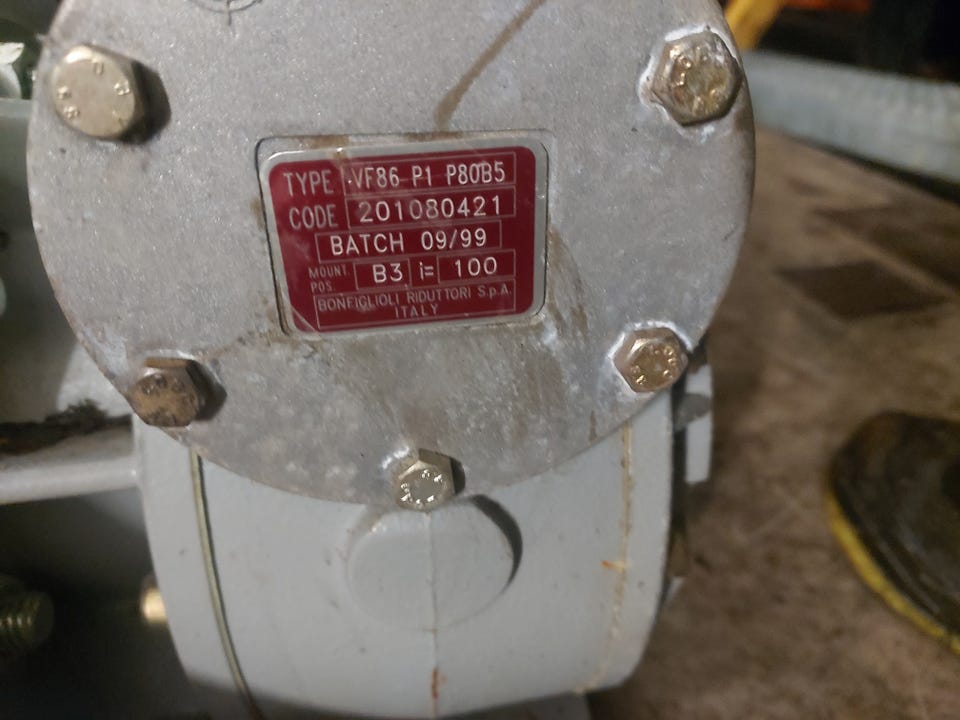 TYPE VF86 P1 P80B5
CODE 201080421
BATCH 09/99
MOUNT. POS. B3 i= 100
BONFIGLIOLI RIDUTTORI S.p.A.
ITALY